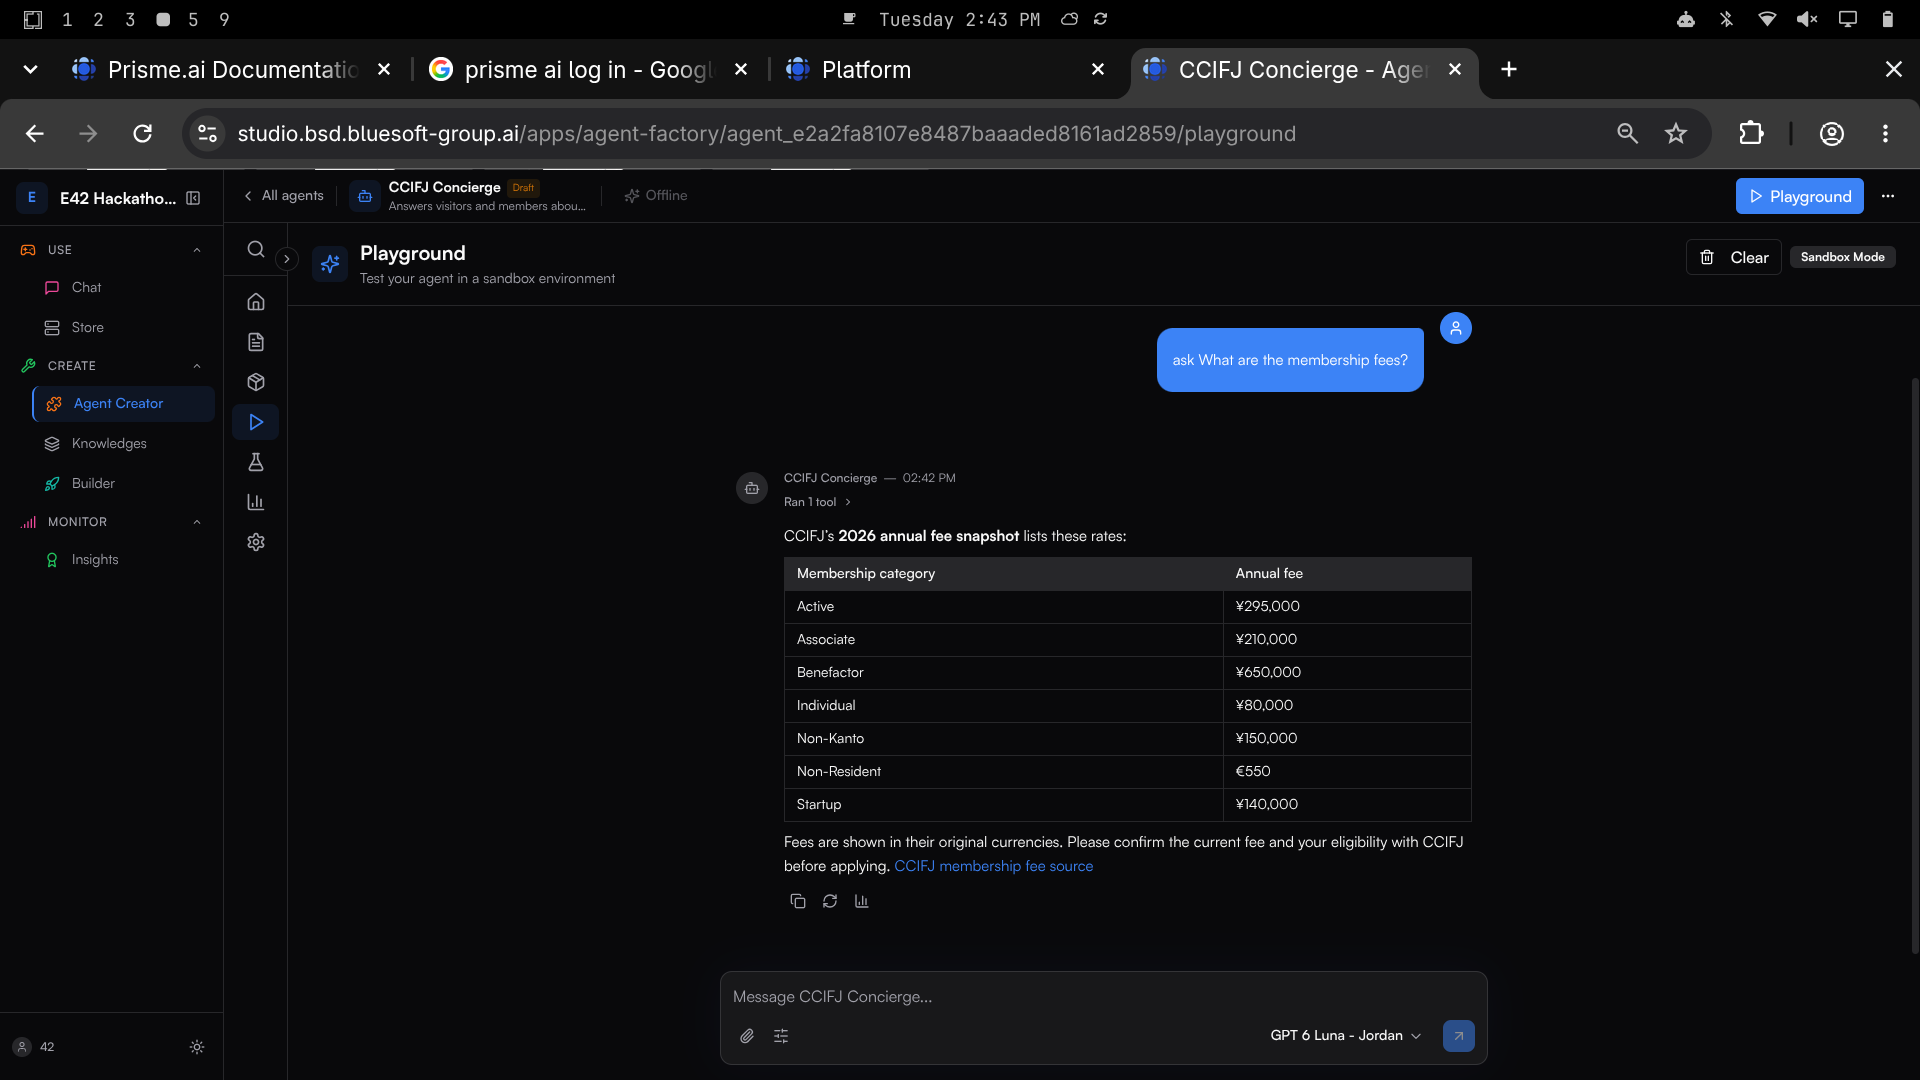 1 2 3 5 9
Tuesday 2:43 PM
Prisme.ai Documentatio
prisme ai log in - Googl
Platform
CCIFJ Concierge - Agen
studio.bsd.bluesoft-group.ai/apps/agent-factory/agent_e2a2fa8107e8487baaaded8161ad2859/playground
E
E42 Hackatho...
All agents
CCIFJ Concierge
Draft
Answers visitors and members abou...
Offline
Playground
USE
Chat
Store
CREATE
Agent Creator
Knowledges
Builder
MONITOR
Insights
42
Playground
Test your agent in a sandbox environment
Clear
Sandbox Mode
ask What are the membership fees?
CCIFJ Concierge — 02:42 PM
Ran 1 tool
CCIFJ's 2026 annual fee snapshot lists these rates:
Membership category Annual fee
Active ¥295,000
Associate ¥210,000
Benefactor ¥650,000
Individual ¥80,000
Non-Kanto ¥150,000
Non-Resident €550
Startup ¥140,000
Fees are shown in their original currencies. Please confirm the current fee and your eligibility with CCIFJ
before applying. CCIFJ membership fee source
Message CCIFJ Concierge...
GPT 6 Luna - Jordan